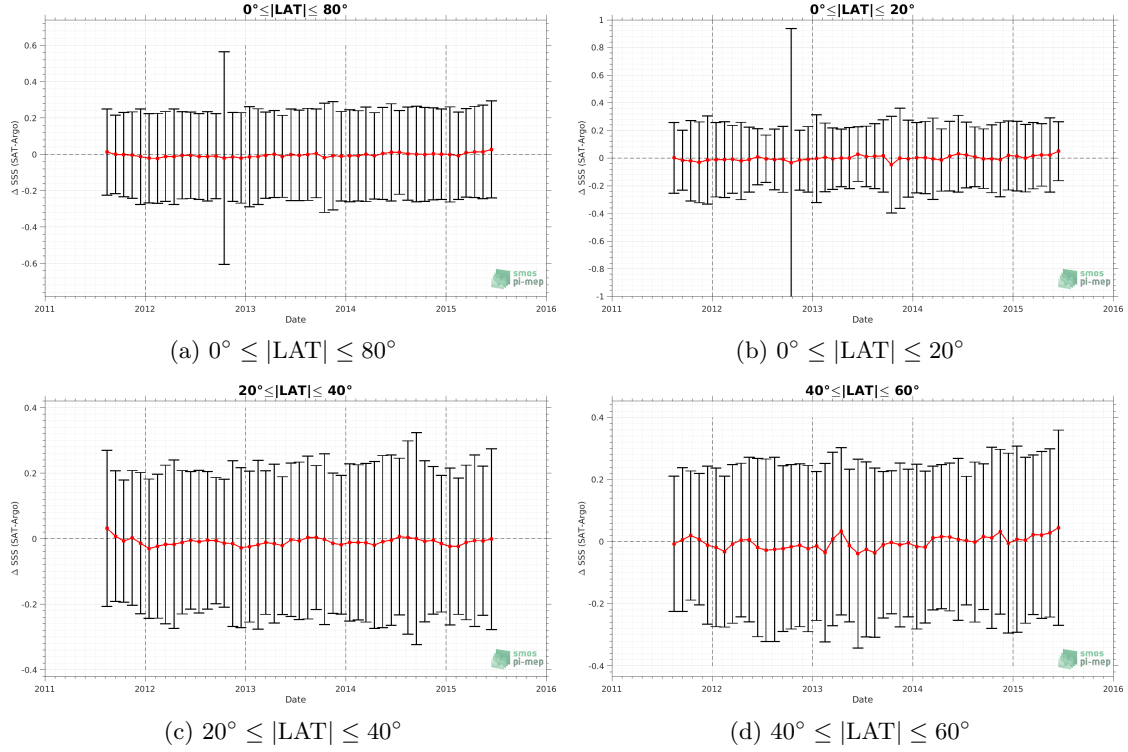 0°≤|LAT|≤ 80°
0.6
0.4
0.2
0
-0.2
-0.4
-0.6
Δ SSS (SAT-Argo)
smos
pi-mep
2011 2012 2013 2014 2015 2016
Date
(a) 0° ≤ |LAT| ≤ 80°
0°≤|LAT|≤ 20°
1
0.8
0.6
0.4
0.2
0
-0.2
-0.4
-0.6
-0.8
-1
Δ SSS (SAT-Argo)
smos
pi-mep
2011 2012 2013 2014 2015 2016
Date
(b) 0° ≤ |LAT| ≤ 20°
20°≤|LAT|≤ 40°
0.4
0.2
0
-0.2
-0.4
Δ SSS (SAT-Argo)
smos
pi-mep
2011 2012 2013 2014 2015 2016
Date
(c) 20° ≤ |LAT| ≤ 40°
40°≤|LAT|≤ 60°
0.4
0.2
0
-0.2
-0.4
Δ SSS (SAT-Argo)
smos
pi-mep
2011 2012 2013 2014 2015 2016
Date
(d) 40° ≤ |LAT| ≤ 60°